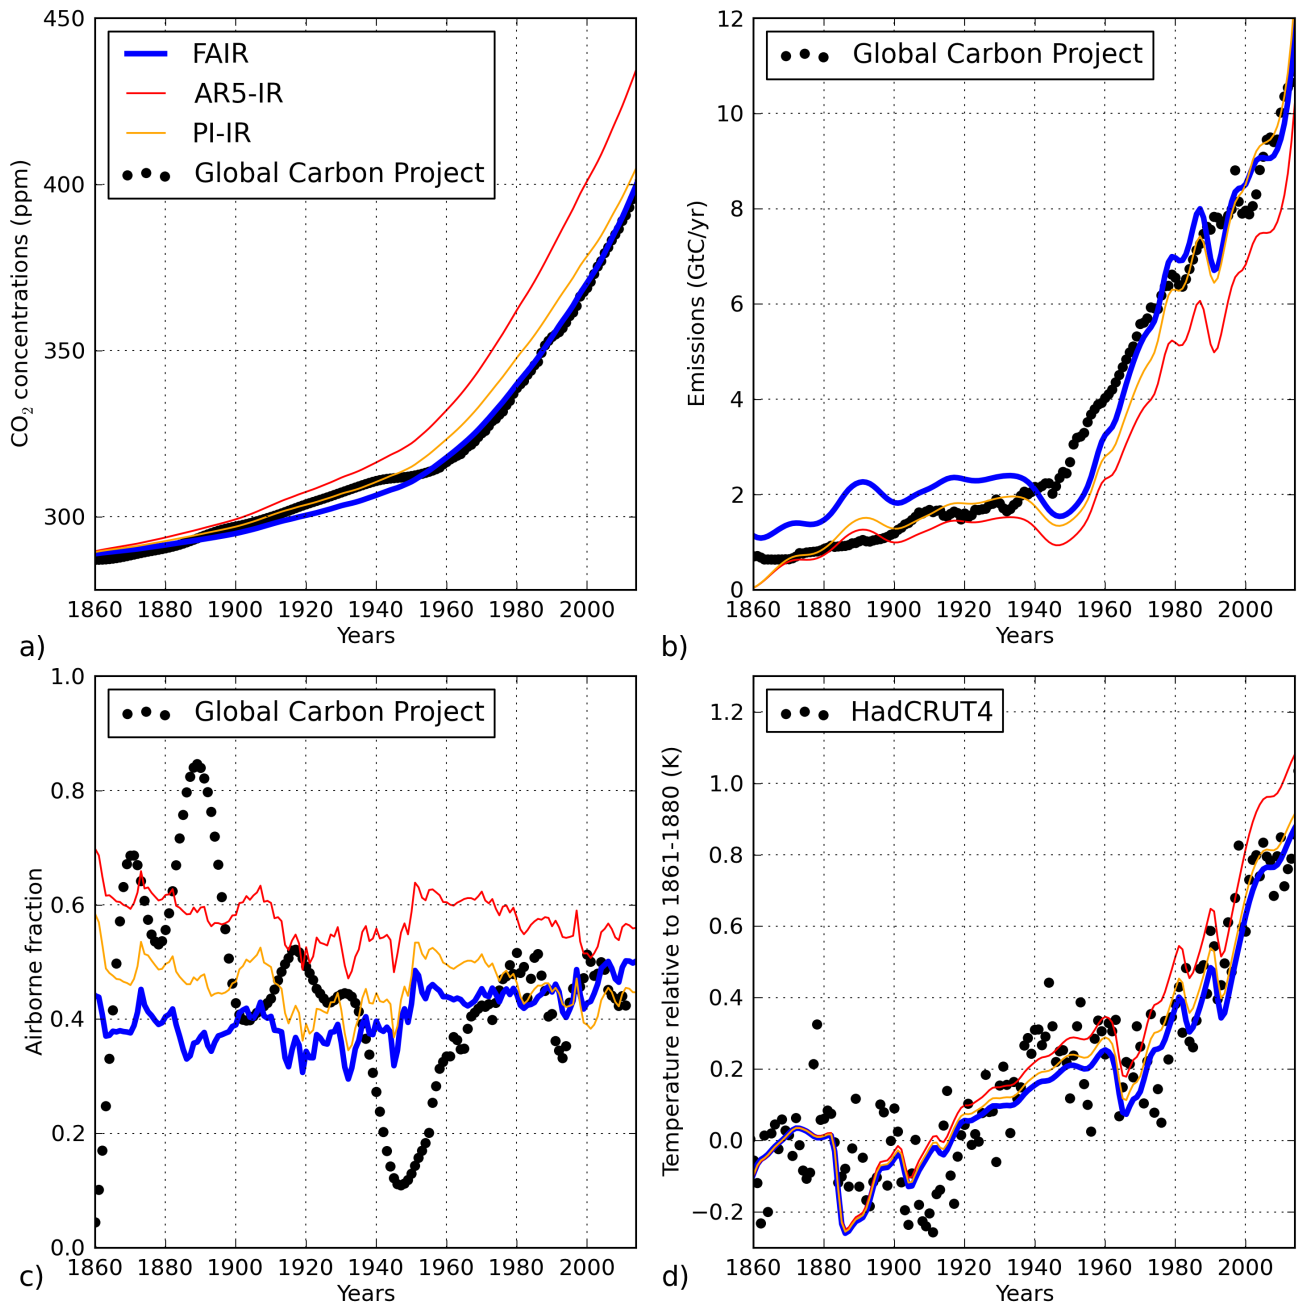 450
400
350
300
CO₂ concentrations (ppm)
FAIR
AR5-IR
PI-IR
Global Carbon Project
1860 1880 1900 1920 1940 1960 1980 2000
Years
a)
12
10
8
6
4
2
0
Emissions (GtC/yr)
Global Carbon Project
1860 1880 1900 1920 1940 1960 1980 2000
Years
b)
1.0
0.8
0.6
0.4
0.2
0.0
Airborne fraction
Global Carbon Project
1860 1880 1900 1920 1940 1960 1980 2000
Years
c)
1.2
1.0
0.8
0.6
0.4
0.2
0.0
−0.2
Temperature relative to 1861-1880 (K)
HadCRUT4
1860 1880 1900 1920 1940 1960 1980 2000
Years
d)